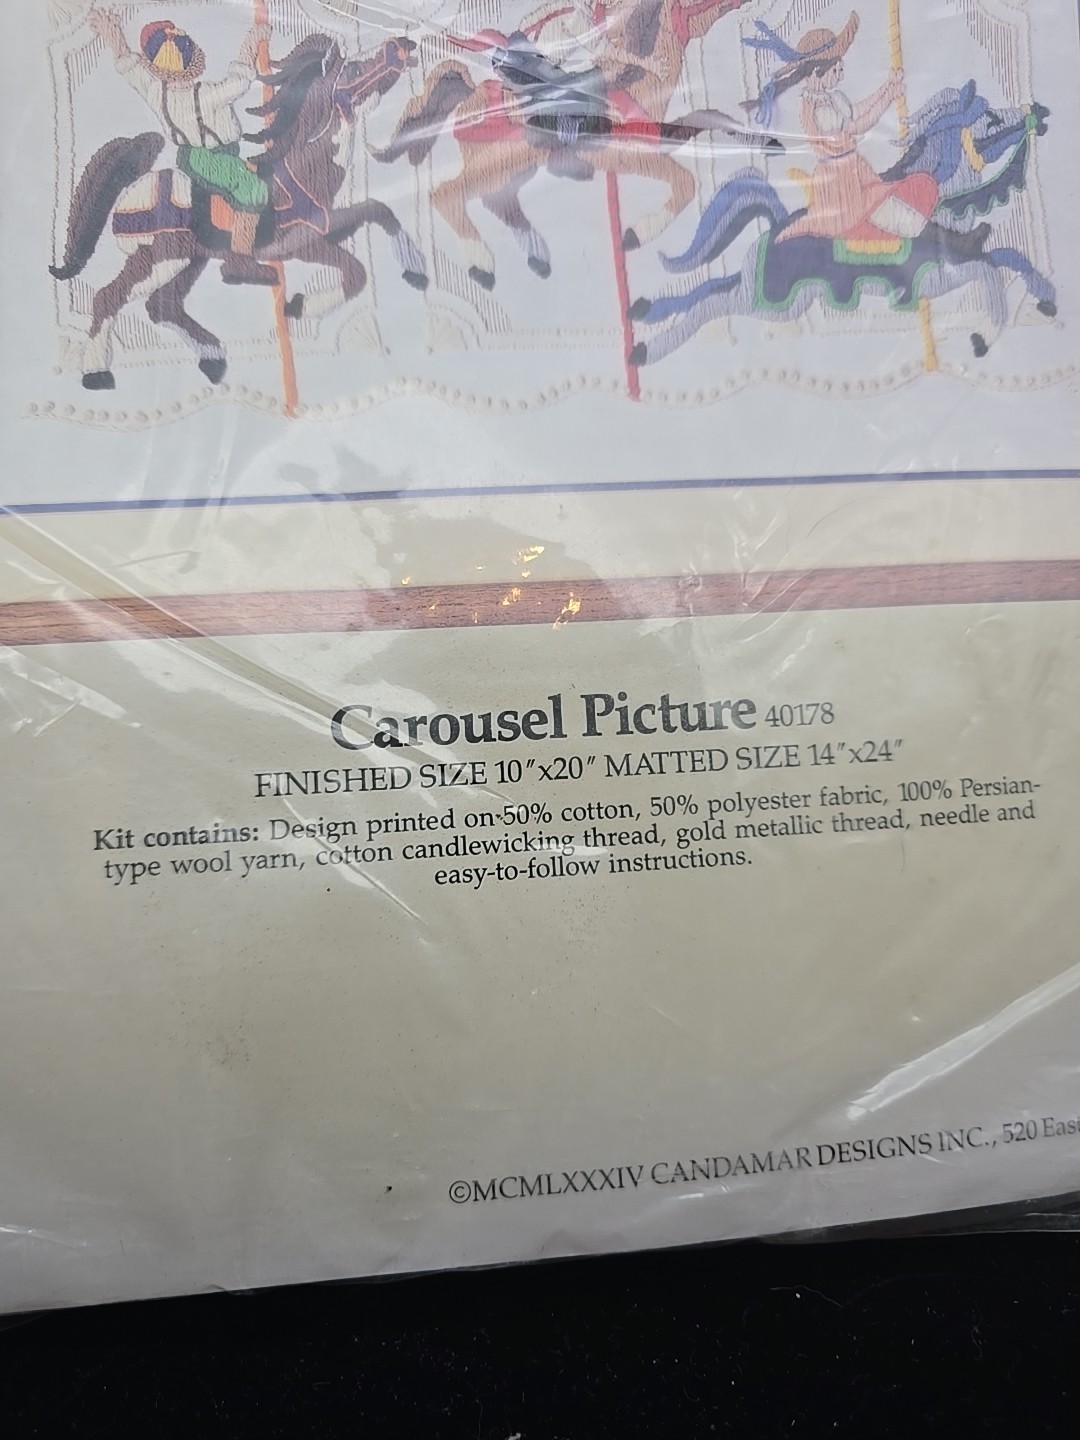 Carousel Picture 40178
FINISHED SIZE 10"x20" MATTED SIZE 14"x24"
Kit contains: Design printed on 50% cotton, 50% polyester fabric, 100% Persian-
type wool yarn, cotton candlewicking thread, gold metallic thread, needle and
easy-to-follow instructions.
©MCMLXXXIV CANDAMAR DESIGNS INC., 520 East